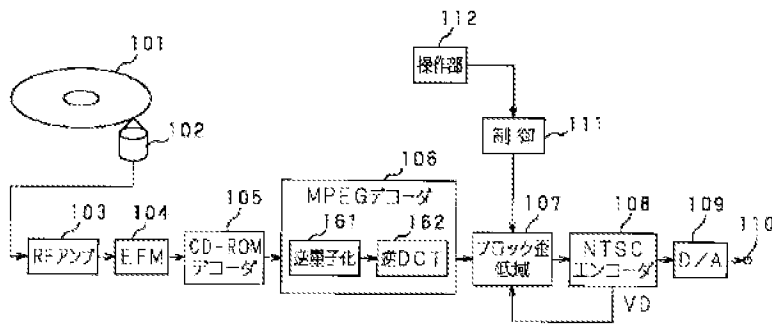 112
101
操作部
102
制御
111
106
105
MPEGデコーダ
107
108
109
103
104
161
162
110
RFアンプ
EFM
CD-ROM
デコーダ
逆量子化
逆DCT
ブロック歪
低域
NTSC
エンコーダ
D/A
VD